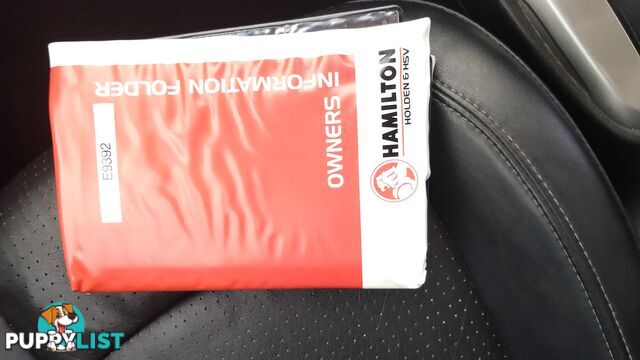 HAMILTON
HOLDEN & HSV
OWNERS
INFORMATION FOLDER
E9392
PUPPYLIST